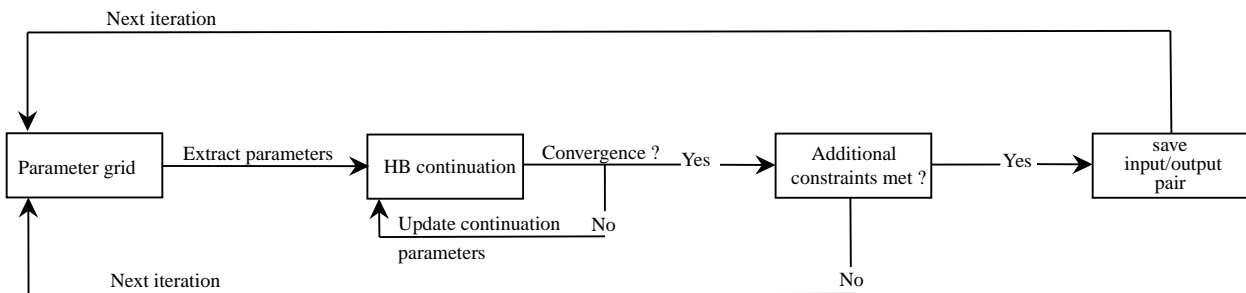 Next iteration
Parameter grid
Extract parameters
HB continuation
Convergence ?
Yes
Additional
constraints met ?
Yes
save
input/output
pair
No
Update continuation
parameters
No
Next iteration